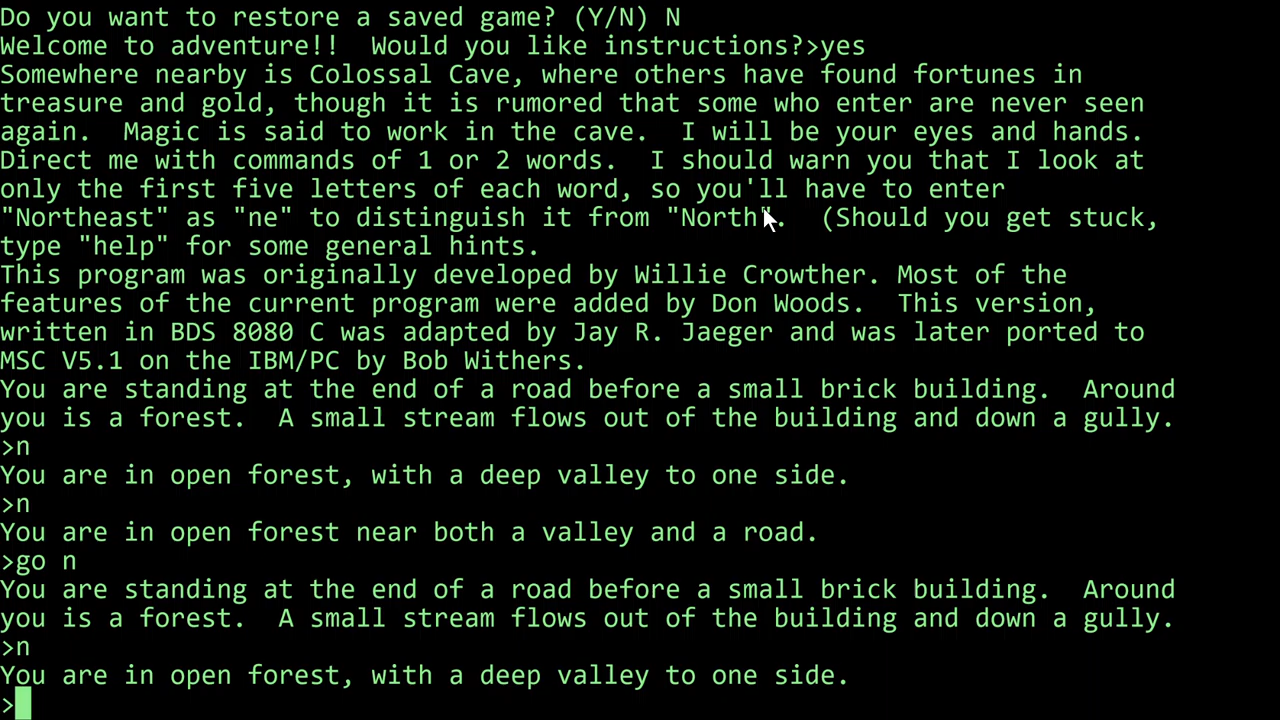 Do you want to restore a saved game? (Y/N) N
Welcome to adventure!!  Would you like instructions?>yes
Somewhere nearby is Colossal Cave, where others have found fortunes in
treasure and gold, though it is rumored that some who enter are never seen
again.  Magic is said to work in the cave.  I will be your eyes and hands.
Direct me with commands of 1 or 2 words.  I should warn you that I look at
only the first five letters of each word, so you'll have to enter
"Northeast" as "ne" to distinguish it from "North".  (Should you get stuck,
type "help" for some general hints.
This program was originally developed by Willie Crowther. Most of the
features of the current program were added by Don Woods.  This version,
written in BDS 8080 C was adapted by Jay R. Jaeger and was later ported to
MSC V5.1 on the IBM/PC by Bob Withers.
You are standing at the end of a road before a small brick building.  Around
you is a forest.  A small stream flows out of the building and down a gully.
>n
You are in open forest, with a deep valley to one side.
>n
You are in open forest near both a valley and a road.
>go n
You are standing at the end of a road before a small brick building.  Around
you is a forest.  A small stream flows out of the building and down a gully.
>n
You are in open forest, with a deep valley to one side.
>